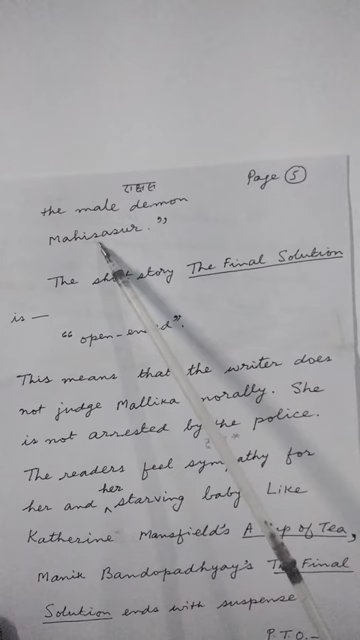 Page 5
राक्षस
the male demon
Mahisasur."
The short story The Final Solution
is —
"open-en d".
This means that the writer does
not judge Mallika morally. She
is not arrested by the police.
The readers feel sympathy for
her and her starving baby Like
Katherine Mansfield's A Cup of Tea,
Manik Bandopadhyay's The Final
Solution ends with suspense
P.T.O.—